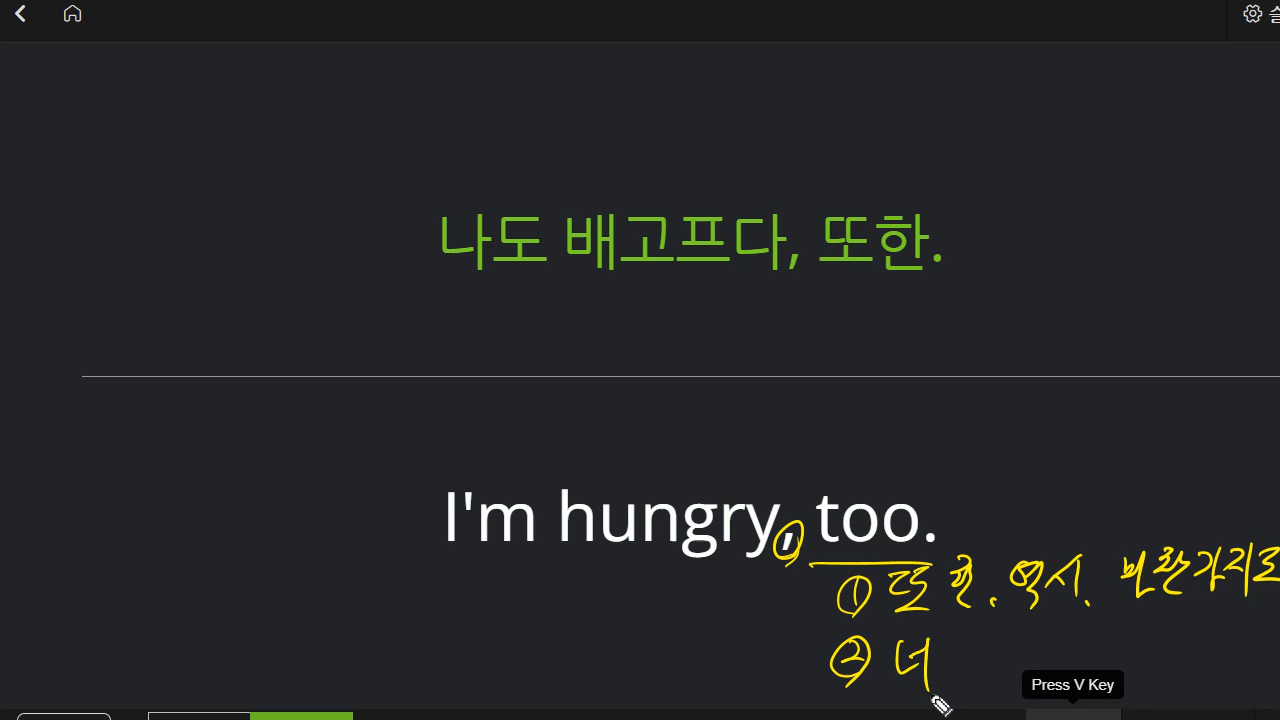 나도 배고프다, 또한.
I'm hungry, too.
① 또한. 역시. 마찬가지로
② 너
Press V Key